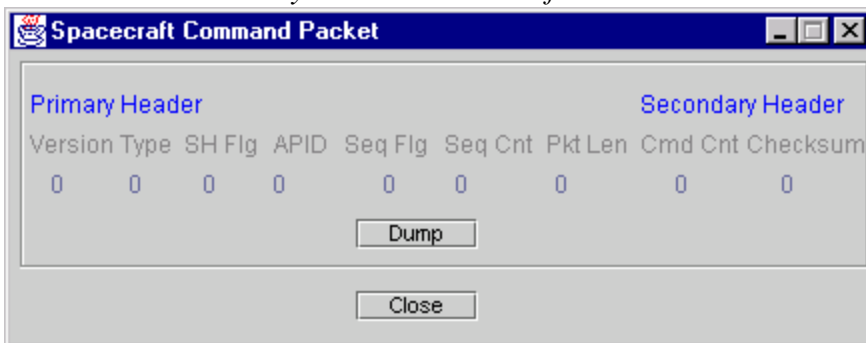 Spacecraft Command Packet
Primary Header Secondary Header
Version Type SH Flg APID Seq Flg Seq Cnt Pkt Len Cmd Cnt Checksum
0 0 0 0 0 0 0 0 0
Dump
Close